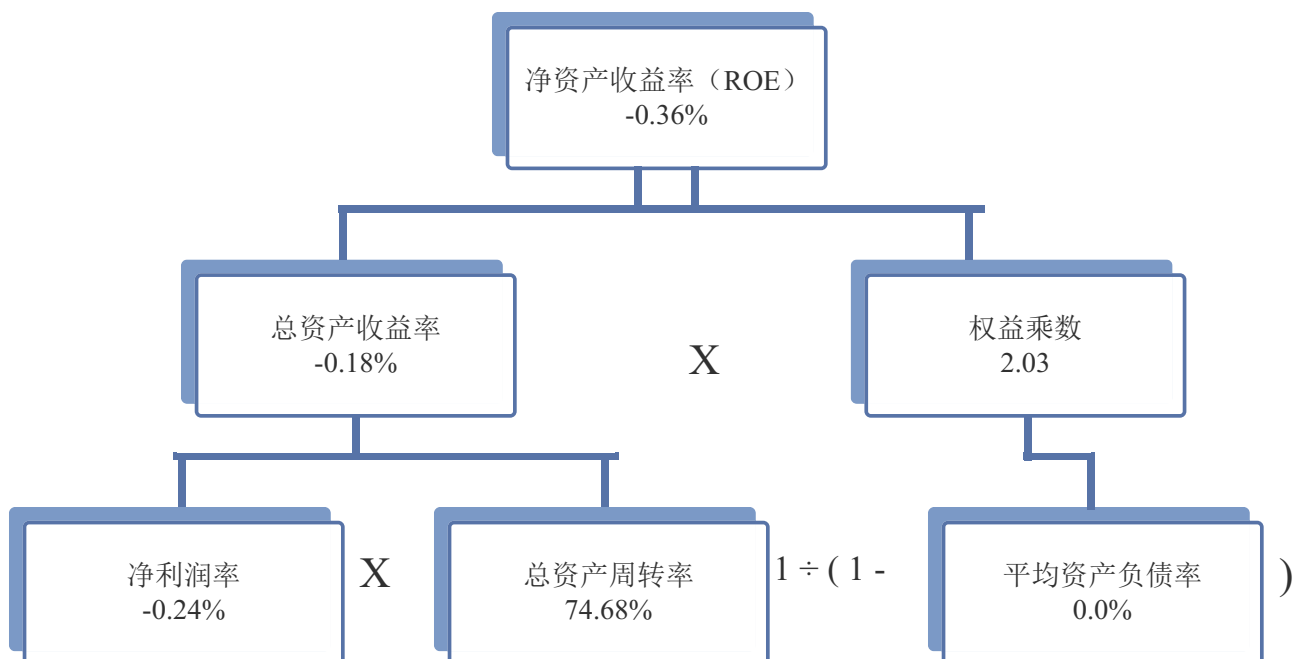 净资产收益率（ROE）
-0.36%
总资产收益率
-0.18%
X
权益乘数
2.03
净利润率
-0.24%
X
总资产周转率
74.68%
1 ÷ ( 1 -
平均资产负债率
0.0%
)